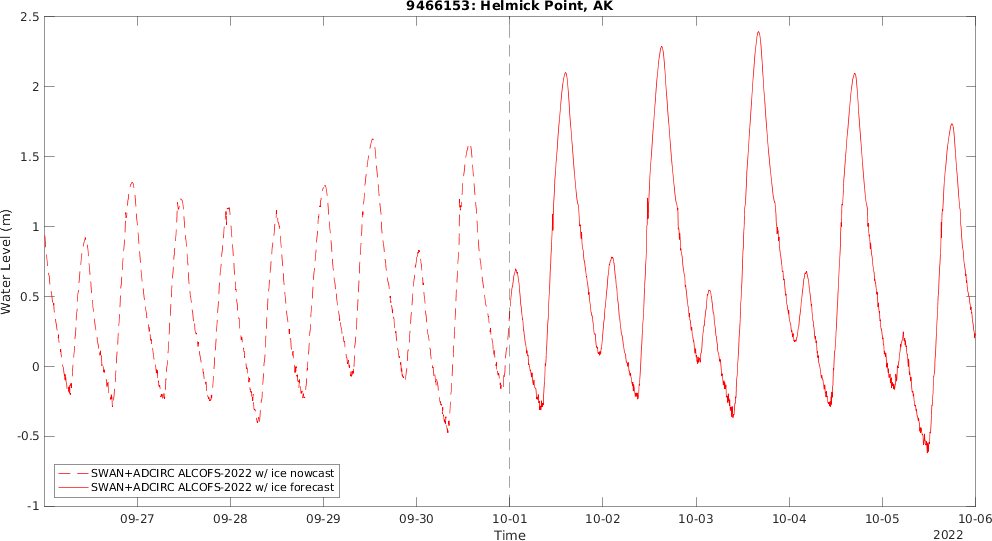 9466153: Helmick Point, AK
2.5
2
1.5
1
0.5
0
-0.5
-1
Water Level (m)
SWAN+ADCIRC ALCOFS-2022 w/ ice nowcast
SWAN+ADCIRC ALCOFS-2022 w/ ice forecast
09-27 09-28 09-29 09-30 10-01 10-02 10-03 10-04 10-05 10-06
Time
2022